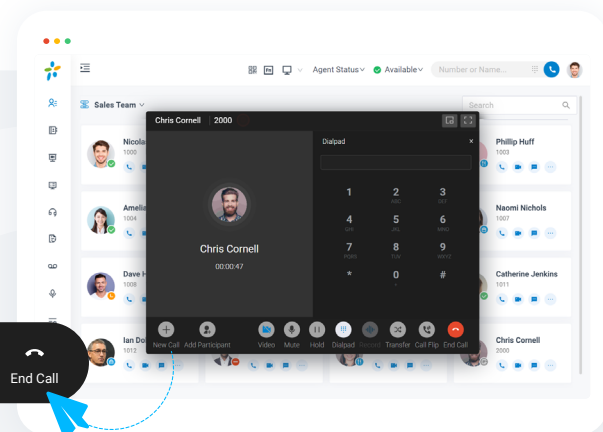 Fn
Agent Status
Available
Number or Name...
Sales Team
Search
Chris Cornell 2000
Dialpad
Nicola
1000
Phillip Huff
1003
1
2
ABC
3
DEF
Amelia
1004
Naomi Nichols
1007
4
GHI
5
JKL
6
MNO
Chris Cornell
00:00:47
7
PQRS
8
TUV
9
WXYZ
Dave H
1008
Catherine Jenkins
1011
*
0
+
#
New Call Add Participant Video Mute Hold Dialpad Record Transfer Call Flip End Call
Ian Do
1012
Chris Cornell
2000
End Call